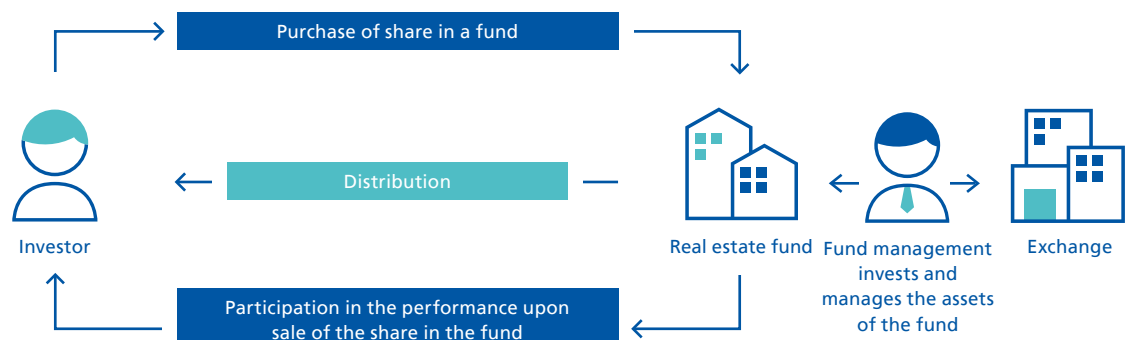 Purchase of share in a fund
Distribution
Investor
Real estate fund
Fund management
invests and
manages the assets
of the fund
Exchange
Participation in the performance upon
sale of the share in the fund